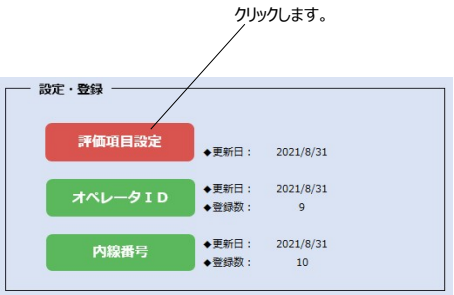 クリックします。
設定・登録
評価項目設定
◆更新日： 2021/8/31
オペレータＩＤ
◆更新日： 2021/8/31
◆登録数： 9
内線番号
◆更新日： 2021/8/31
◆登録数： 10